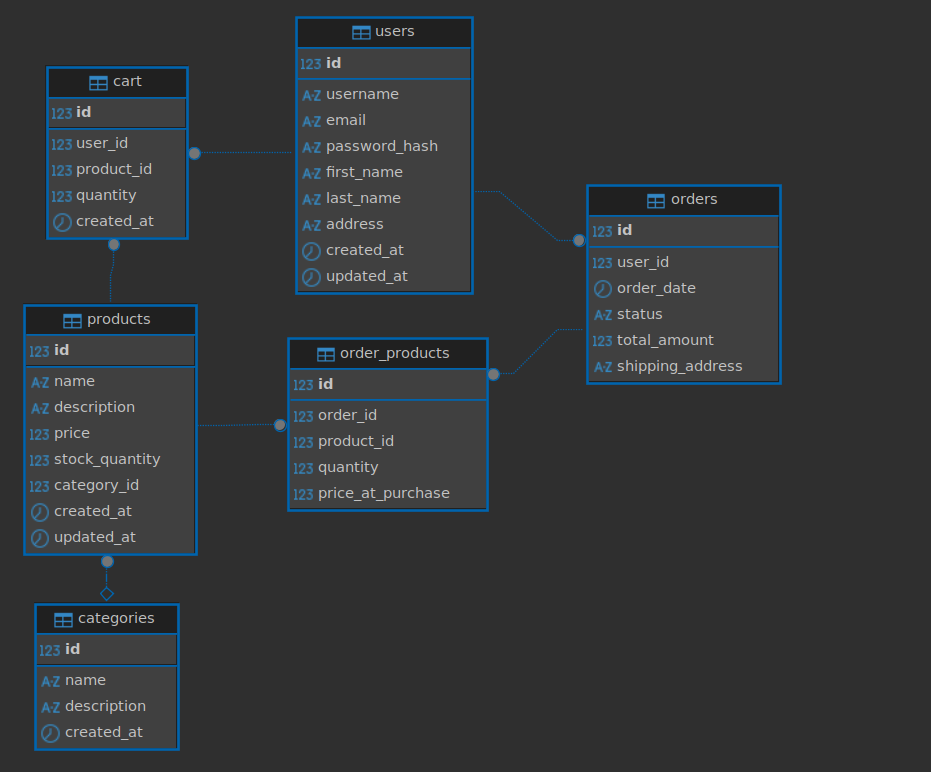 users
123 id
A-Z username
A-Z email
A-Z password_hash
A-Z first_name
A-Z last_name
A-Z address
created_at
updated_at
cart
123 id
123 user_id
123 product_id
123 quantity
created_at
orders
123 id
123 user_id
order_date
A-Z status
123 total_amount
A-Z shipping_address
products
123 id
A-Z name
A-Z description
123 price
123 stock_quantity
123 category_id
created_at
updated_at
order_products
123 id
123 order_id
123 product_id
123 quantity
123 price_at_purchase
categories
123 id
A-Z name
A-Z description
created_at